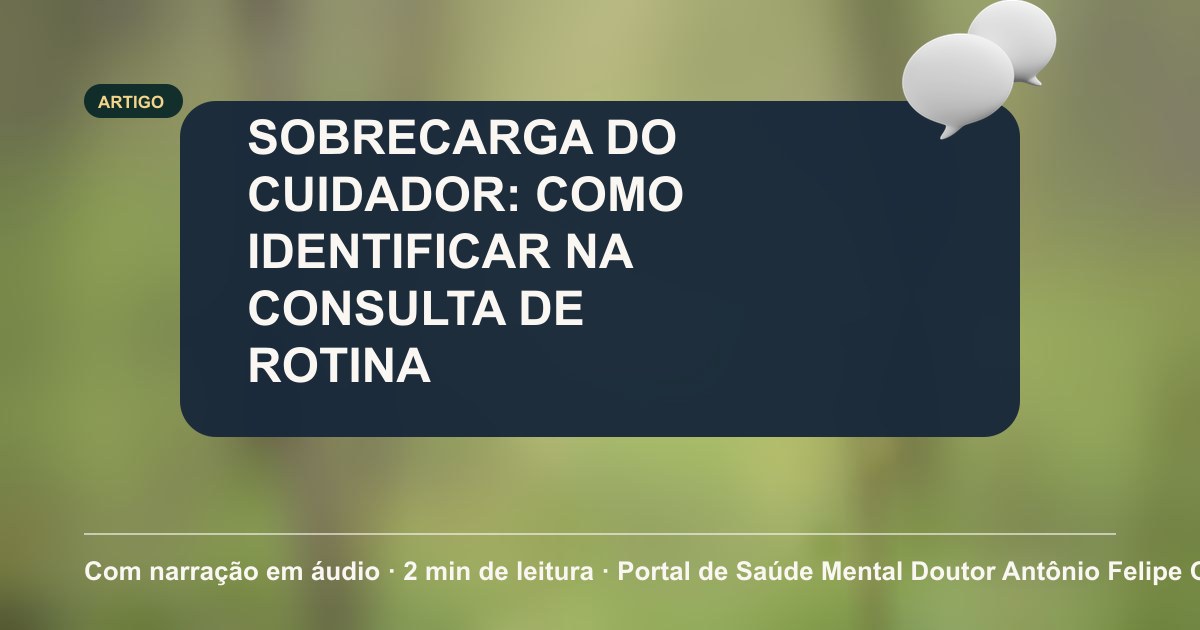 ARTIGO
SOBRECARGA DO
CUIDADOR: COMO
IDENTIFICAR NA
CONSULTA DE
ROTINA
Com narração em áudio · 2 min de leitura · Portal de Saúde Mental Doutor Antônio Felipe